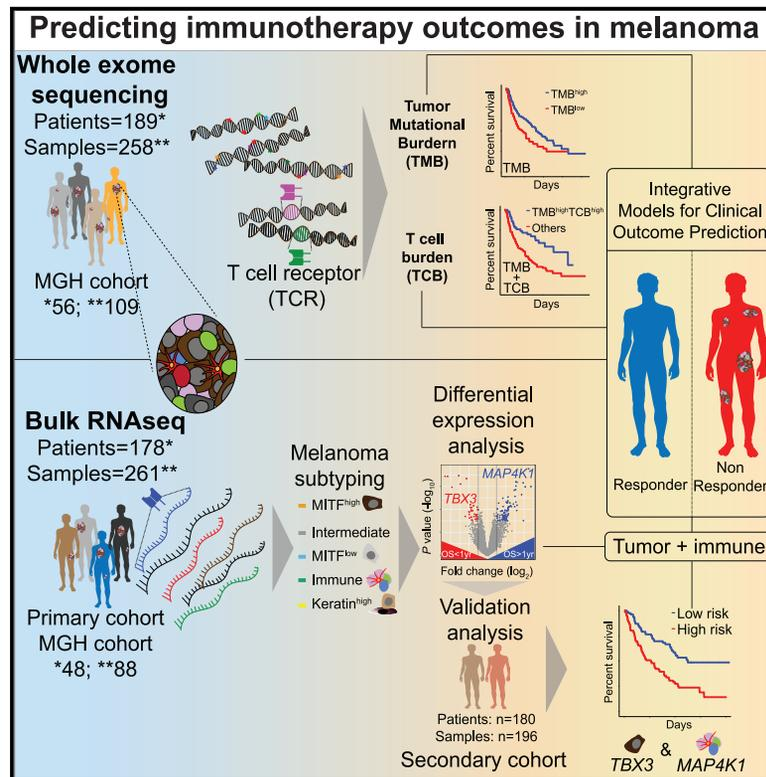 Predicting immunotherapy outcomes in melanoma
Whole exome
sequencing
Patients=189*
Samples=258**
MGH cohort
*56; **109
T cell receptor
(TCR)
Tumor
Mutational
Burdern
(TMB)
Percent survival
TMBhigh
TMBlow
TMB
Days
T cell
burden
(TCB)
Percent survival
TMBhighTCBhigh
Others
TMB
+
TCB
Days
Integrative
Models for Clinical
Outcome Prediction
Responder
Non
Responder
Bulk RNAseq
Patients=178*
Samples=261**
Primary cohort
MGH cohort
*48; **88
Melanoma
subtyping
MITFhigh
Intermediate
MITFlow
Immune
Keratinhigh
Differential
expression
analysis
P value (-log10)
MAP4K1
TBX3
OS<1yr
OS>1yr
Fold change (log2)
Validation
analysis
Patients: n=180
Samples: n=196
Secondary cohort
Tumor + immune
Percent survival
Low risk
High risk
Days
TBX3 & MAP4K1